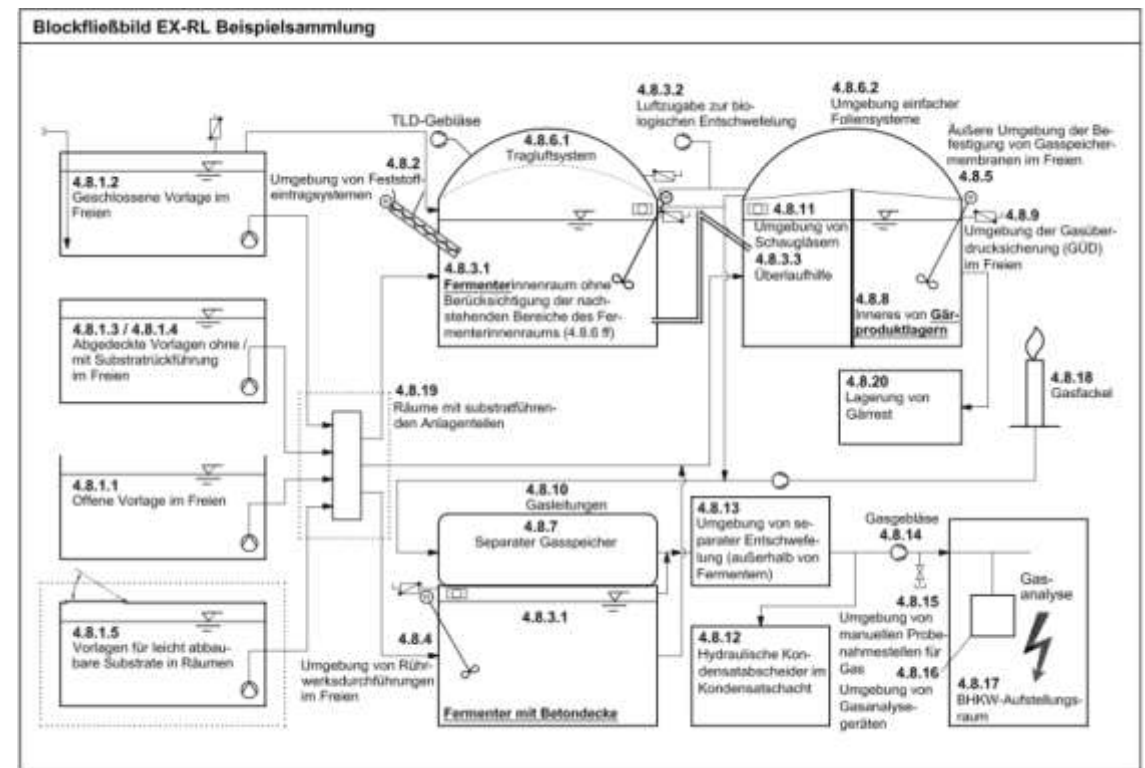 Blockfließbild EX-RL Beispielsammlung
4.8.1.2
Geschlossene Vorlage im
Freien
4.8.1.3 / 4.8.1.4
Abgedeckte Vorlagen ohne /
mit Substratrückführung
im Freien
4.8.1.1
Offene Vorlage im Freien
4.8.1.5
Vorlagen für leicht abbau-
bare Substrate in Räumen
TLD-Gebläse
4.8.2
Umgebung von Feststoff-
eintragsystemen
4.8.6.1
Tragluftsystem
4.8.3.1
Fermenterinnenraum ohne
Berücksichtigung der nach-
stehenden Bereiche des Fer-
menterinnenraums (4.8.6 ff)
4.8.3.2
Luftzugabe zur bio-
logischen Entschwefelung
4.8.6.2
Umgebung einfacher
Foliensysteme
Äußere Umgebung der Be-
festigung von Gasspeicher-
membranen im Freien
4.8.5
4.8.11
Umgebung von
Schaugläsern
4.8.3.3
Überlaufhilfe
4.8.9
Umgebung der Gasüber-
drucksicherung (GÜD)
im Freien
4.8.8
Inneres von Gär-
produktlagern
4.8.19
Räume mit substratführen-
den Anlagenteilen
4.8.20
Lagerung von
Gärrest
4.8.18
Gasfackel
4.8.10
Gasleitungen
4.8.7
Separater Gasspeicher
4.8.3.1
4.8.4
Umgebung von Rühr-
werksdurchführungen
im Freien
Fermenter mit Betondecke
4.8.13
Umgebung von se-
parater Entschwefe-
lung (außerhalb von
Fermentern)
4.8.12
Hydraulische Kon-
densatabscheider im
Kondensatschacht
Gasgebläse
4.8.14
4.8.15
Umgebung von
manuellen Probe-
nahmestellen für
Gas
4.8.16
Umgebung von
Gasanalyse-
geräten
Gas-
analyse
4.8.17
BHKW-Aufstellungs-
raum